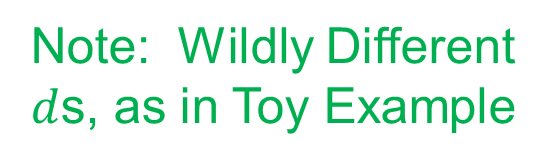 Note:  Wildly Different
ds, as in Toy Example